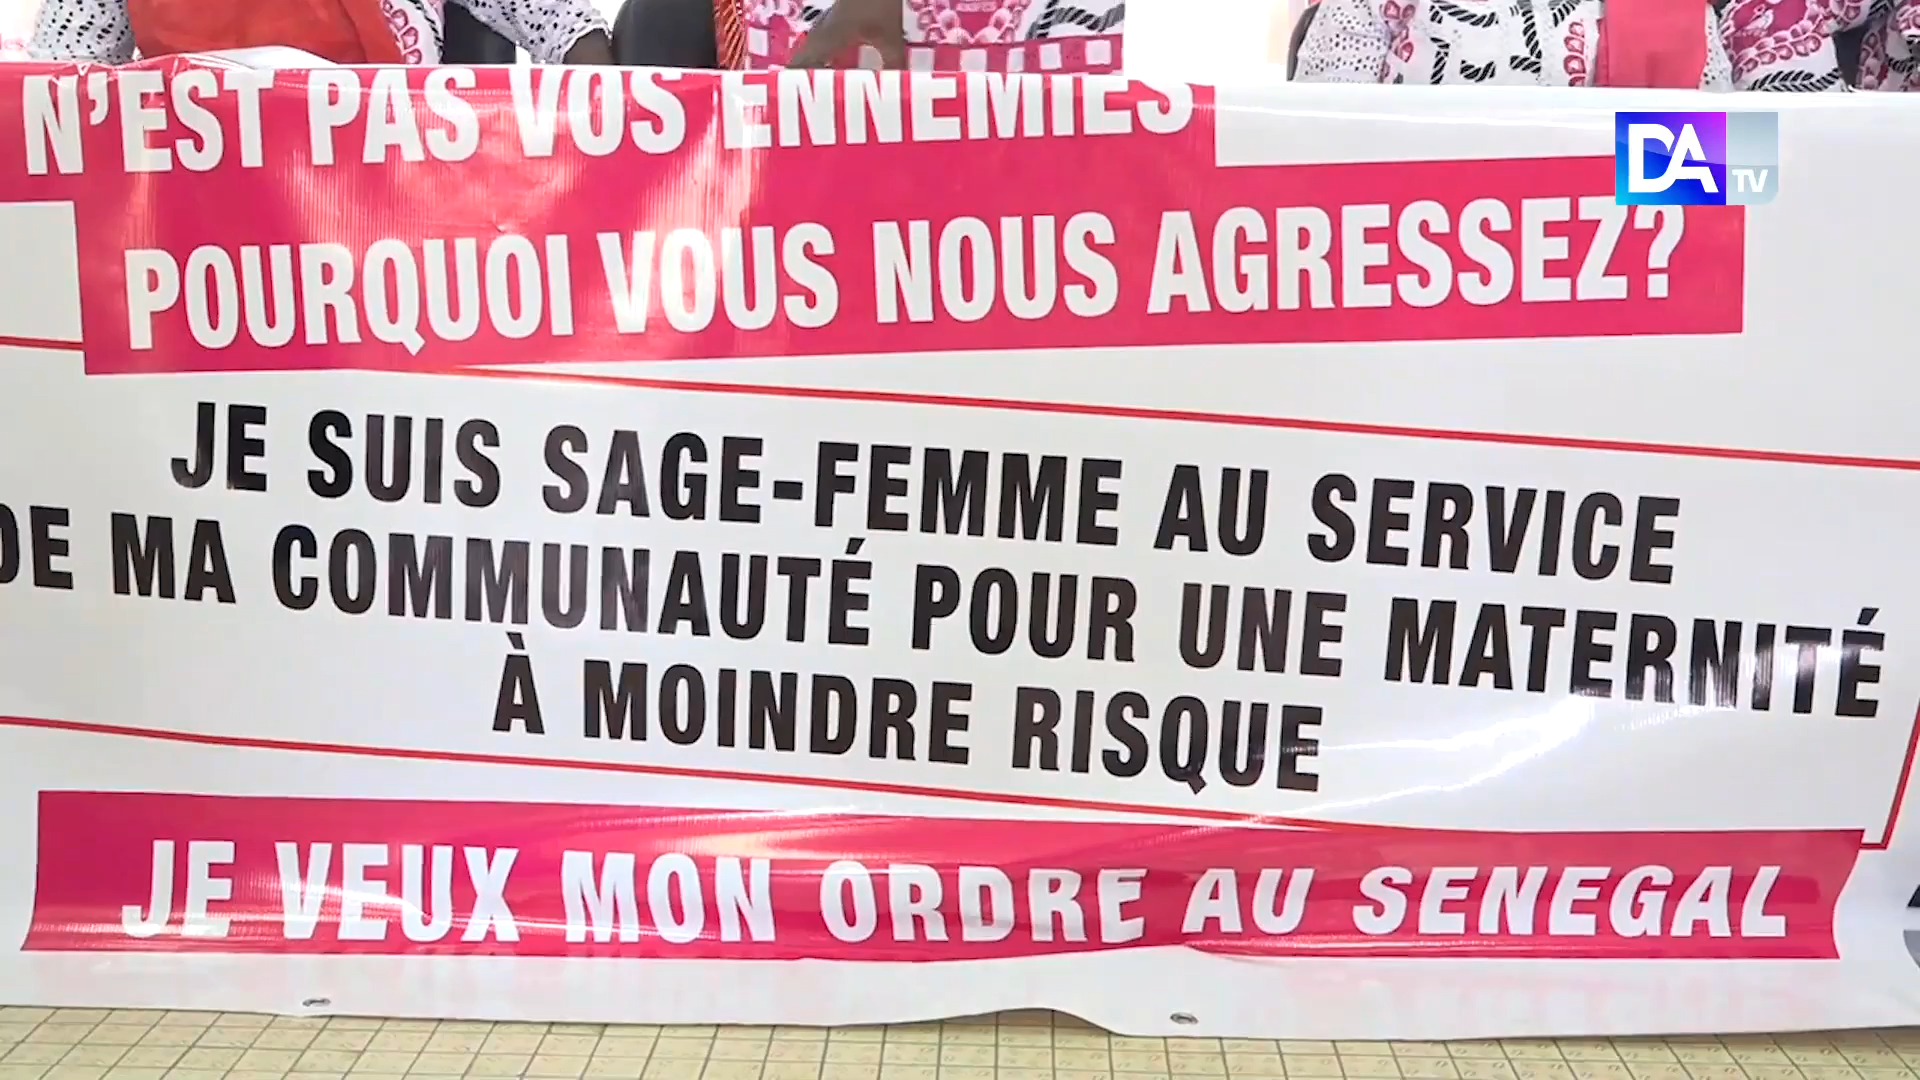 N'EST PAS VOS ENNEMIES
DA TV
POURQUOI VOUS NOUS AGRESSEZ?
JE SUIS SAGE-FEMME AU SERVICE
DE MA COMMUNAUTÉ POUR UNE MATERNITÉ
À MOINDRE RISQUE
JE VEUX MON ORDRE AU SENEGAL